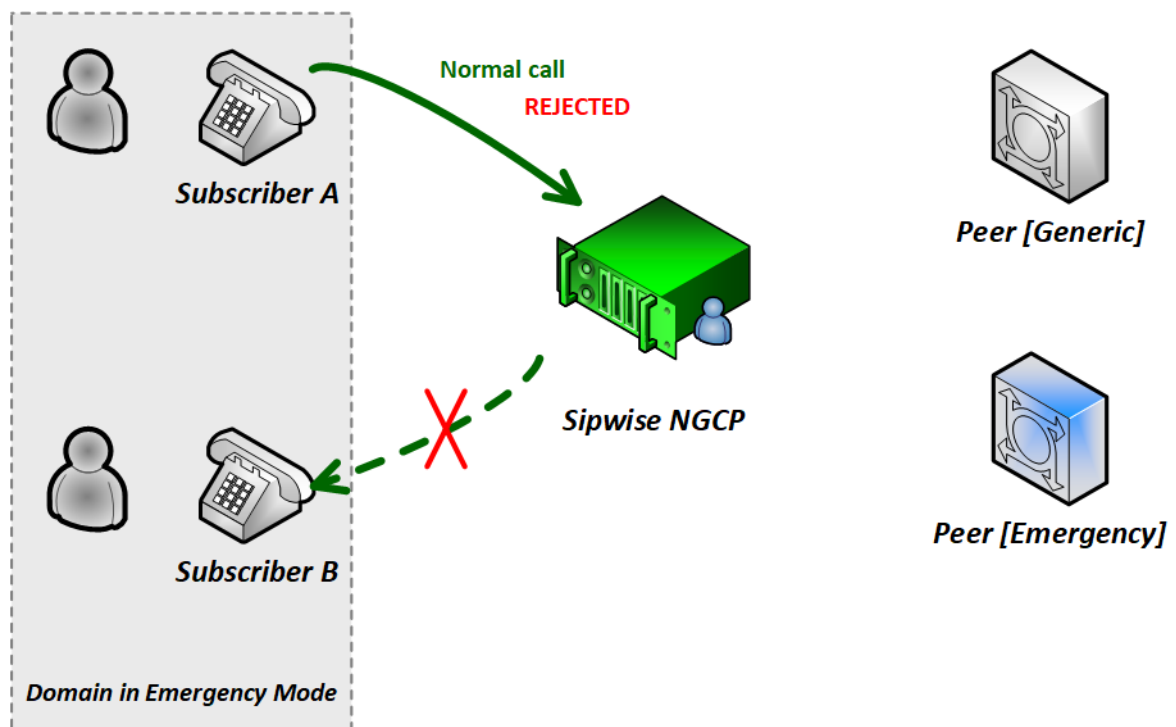 Normal call
REJECTED
Subscriber A
Peer [Generic]
Sipwise NGCP
Peer [Emergency]
Subscriber B
Domain in Emergency Mode